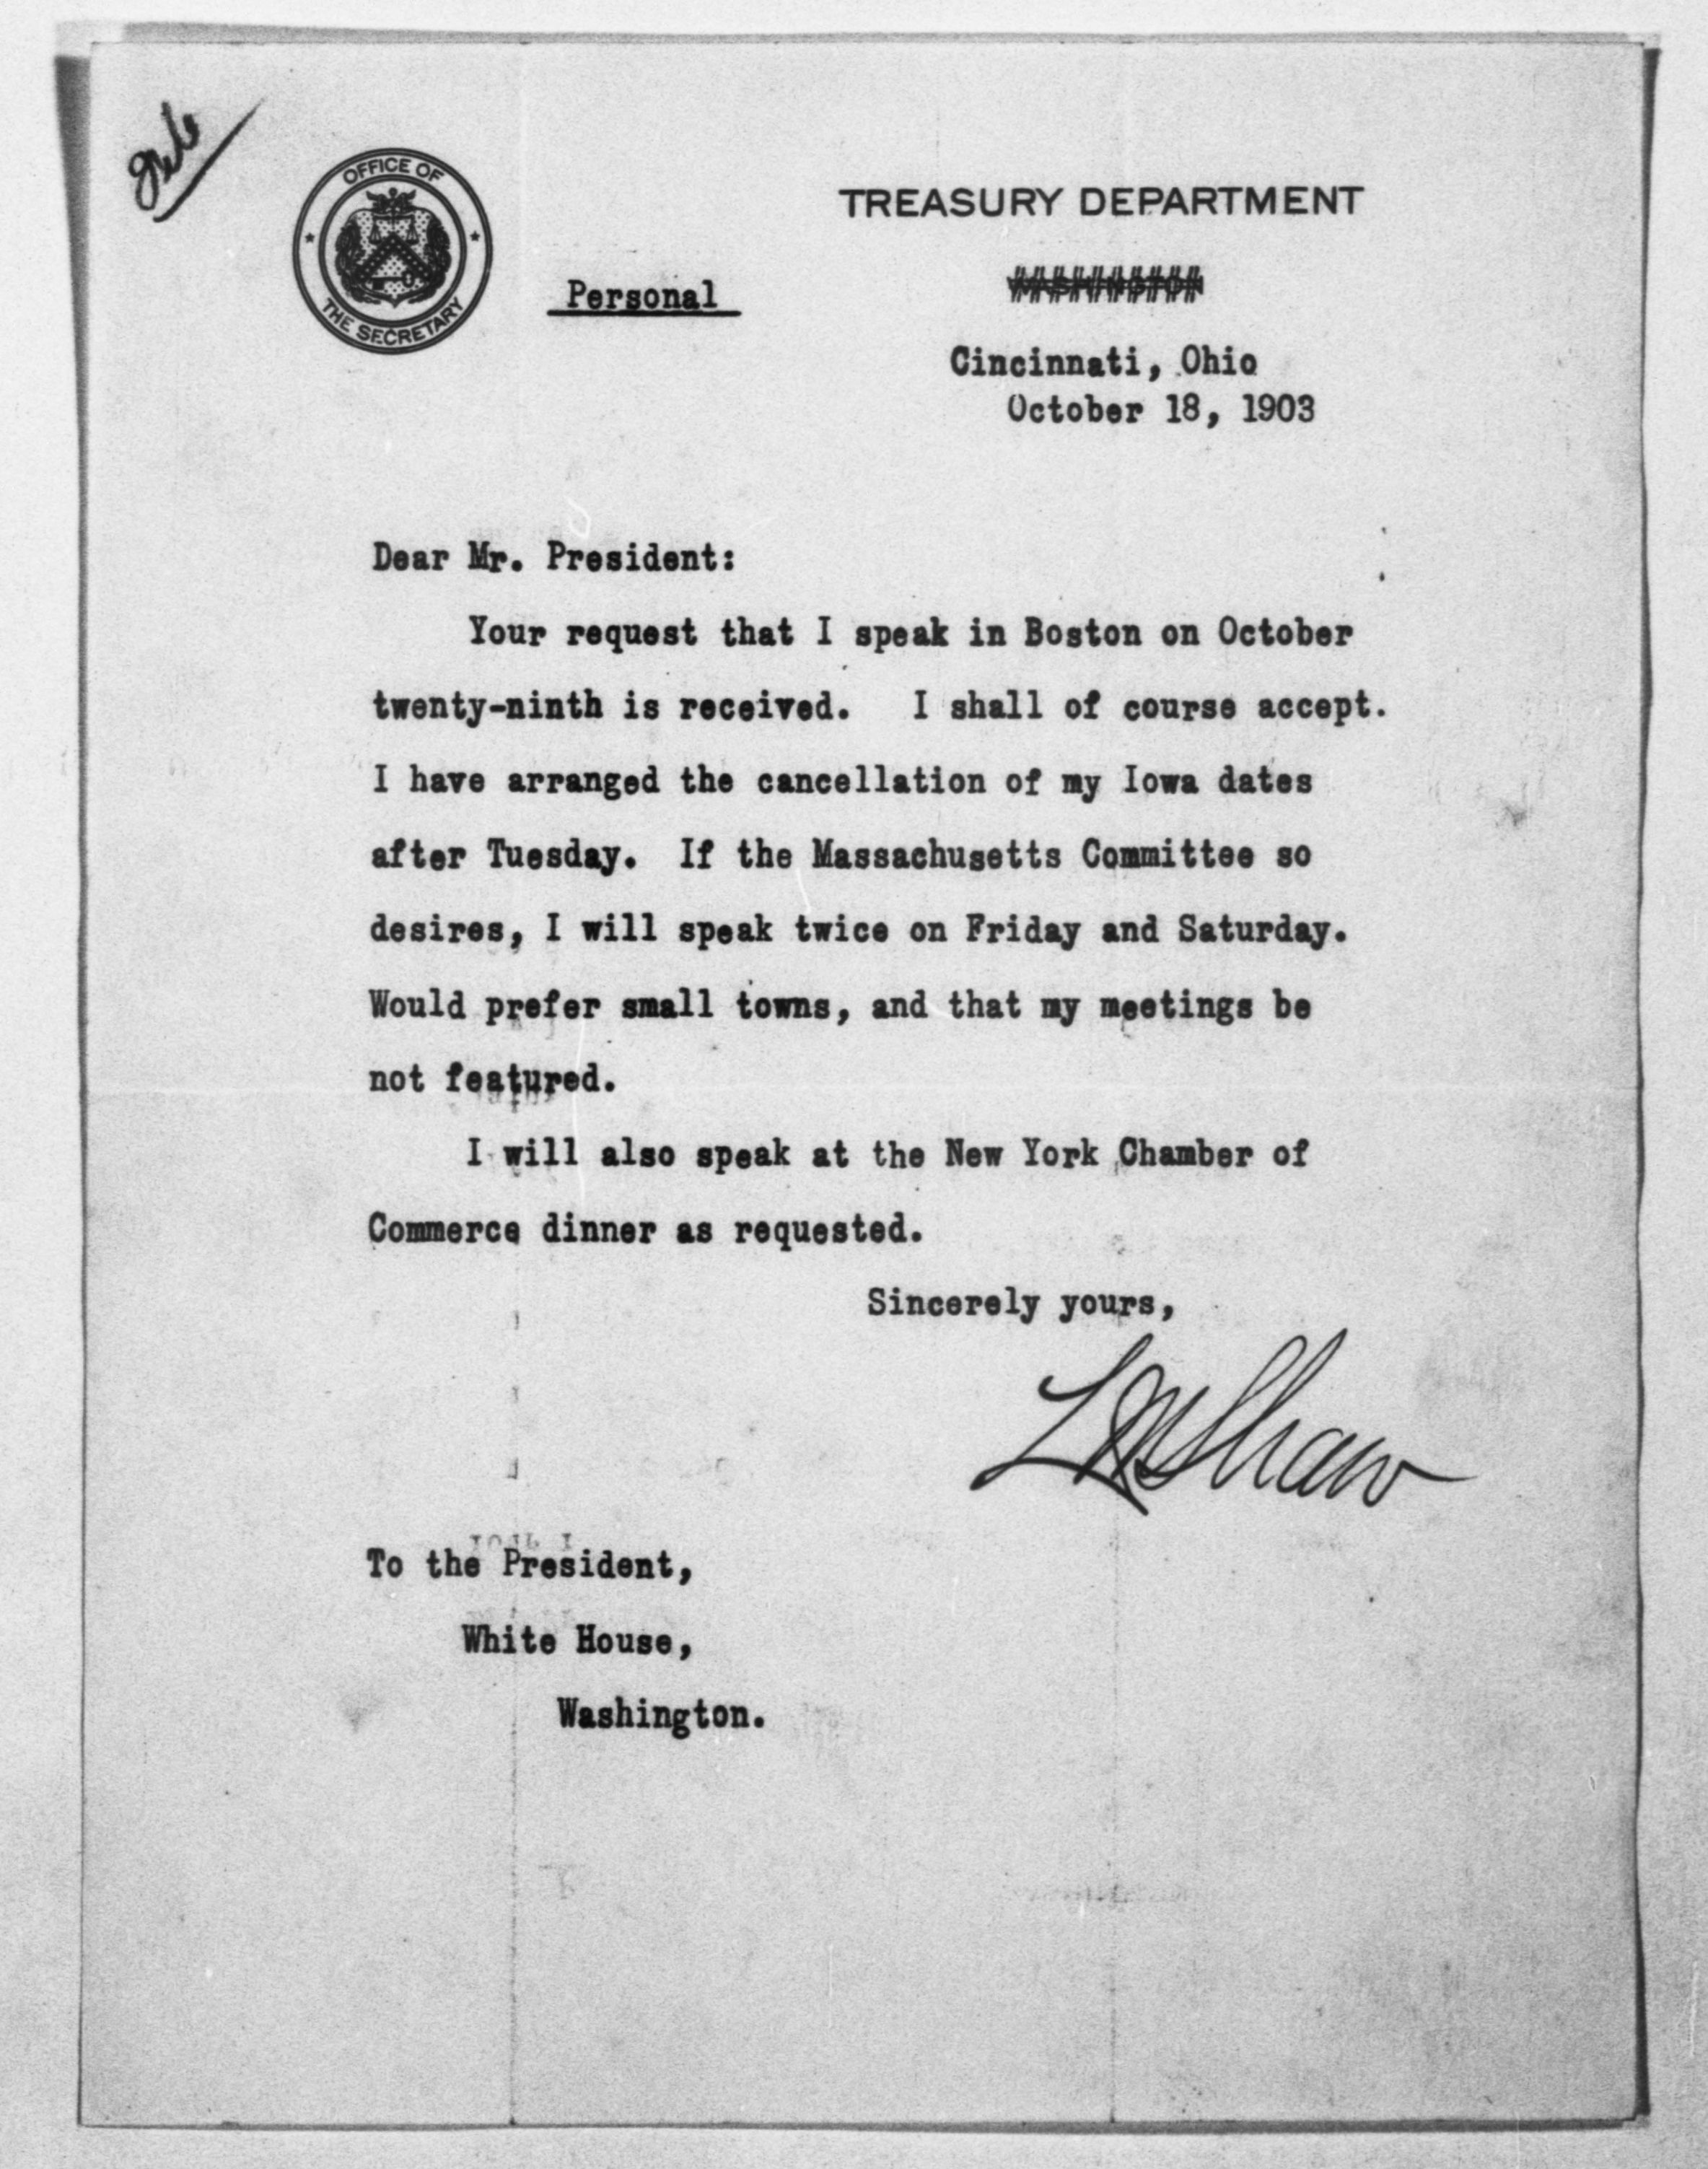 File
OFFICE OF
THE SECRETARY
TREASURY DEPARTMENT
WASHINGTON
Personal
Cincinnati, Ohio
October 18, 1903
Dear Mr. President:
Your request that I speak in Boston on October
twenty-ninth is received. I shall of course accept.
I have arranged the cancellation of my Iowa dates
after Tuesday. If the Massachusetts Committee so
desires, I will speak twice on Friday and Saturday.
Would prefer small towns, and that my meetings be
not featured.
I will also speak at the New York Chamber of
Commerce dinner as requested.
Sincerely yours,
L M Shaw
To the President,
White House,
Washington.